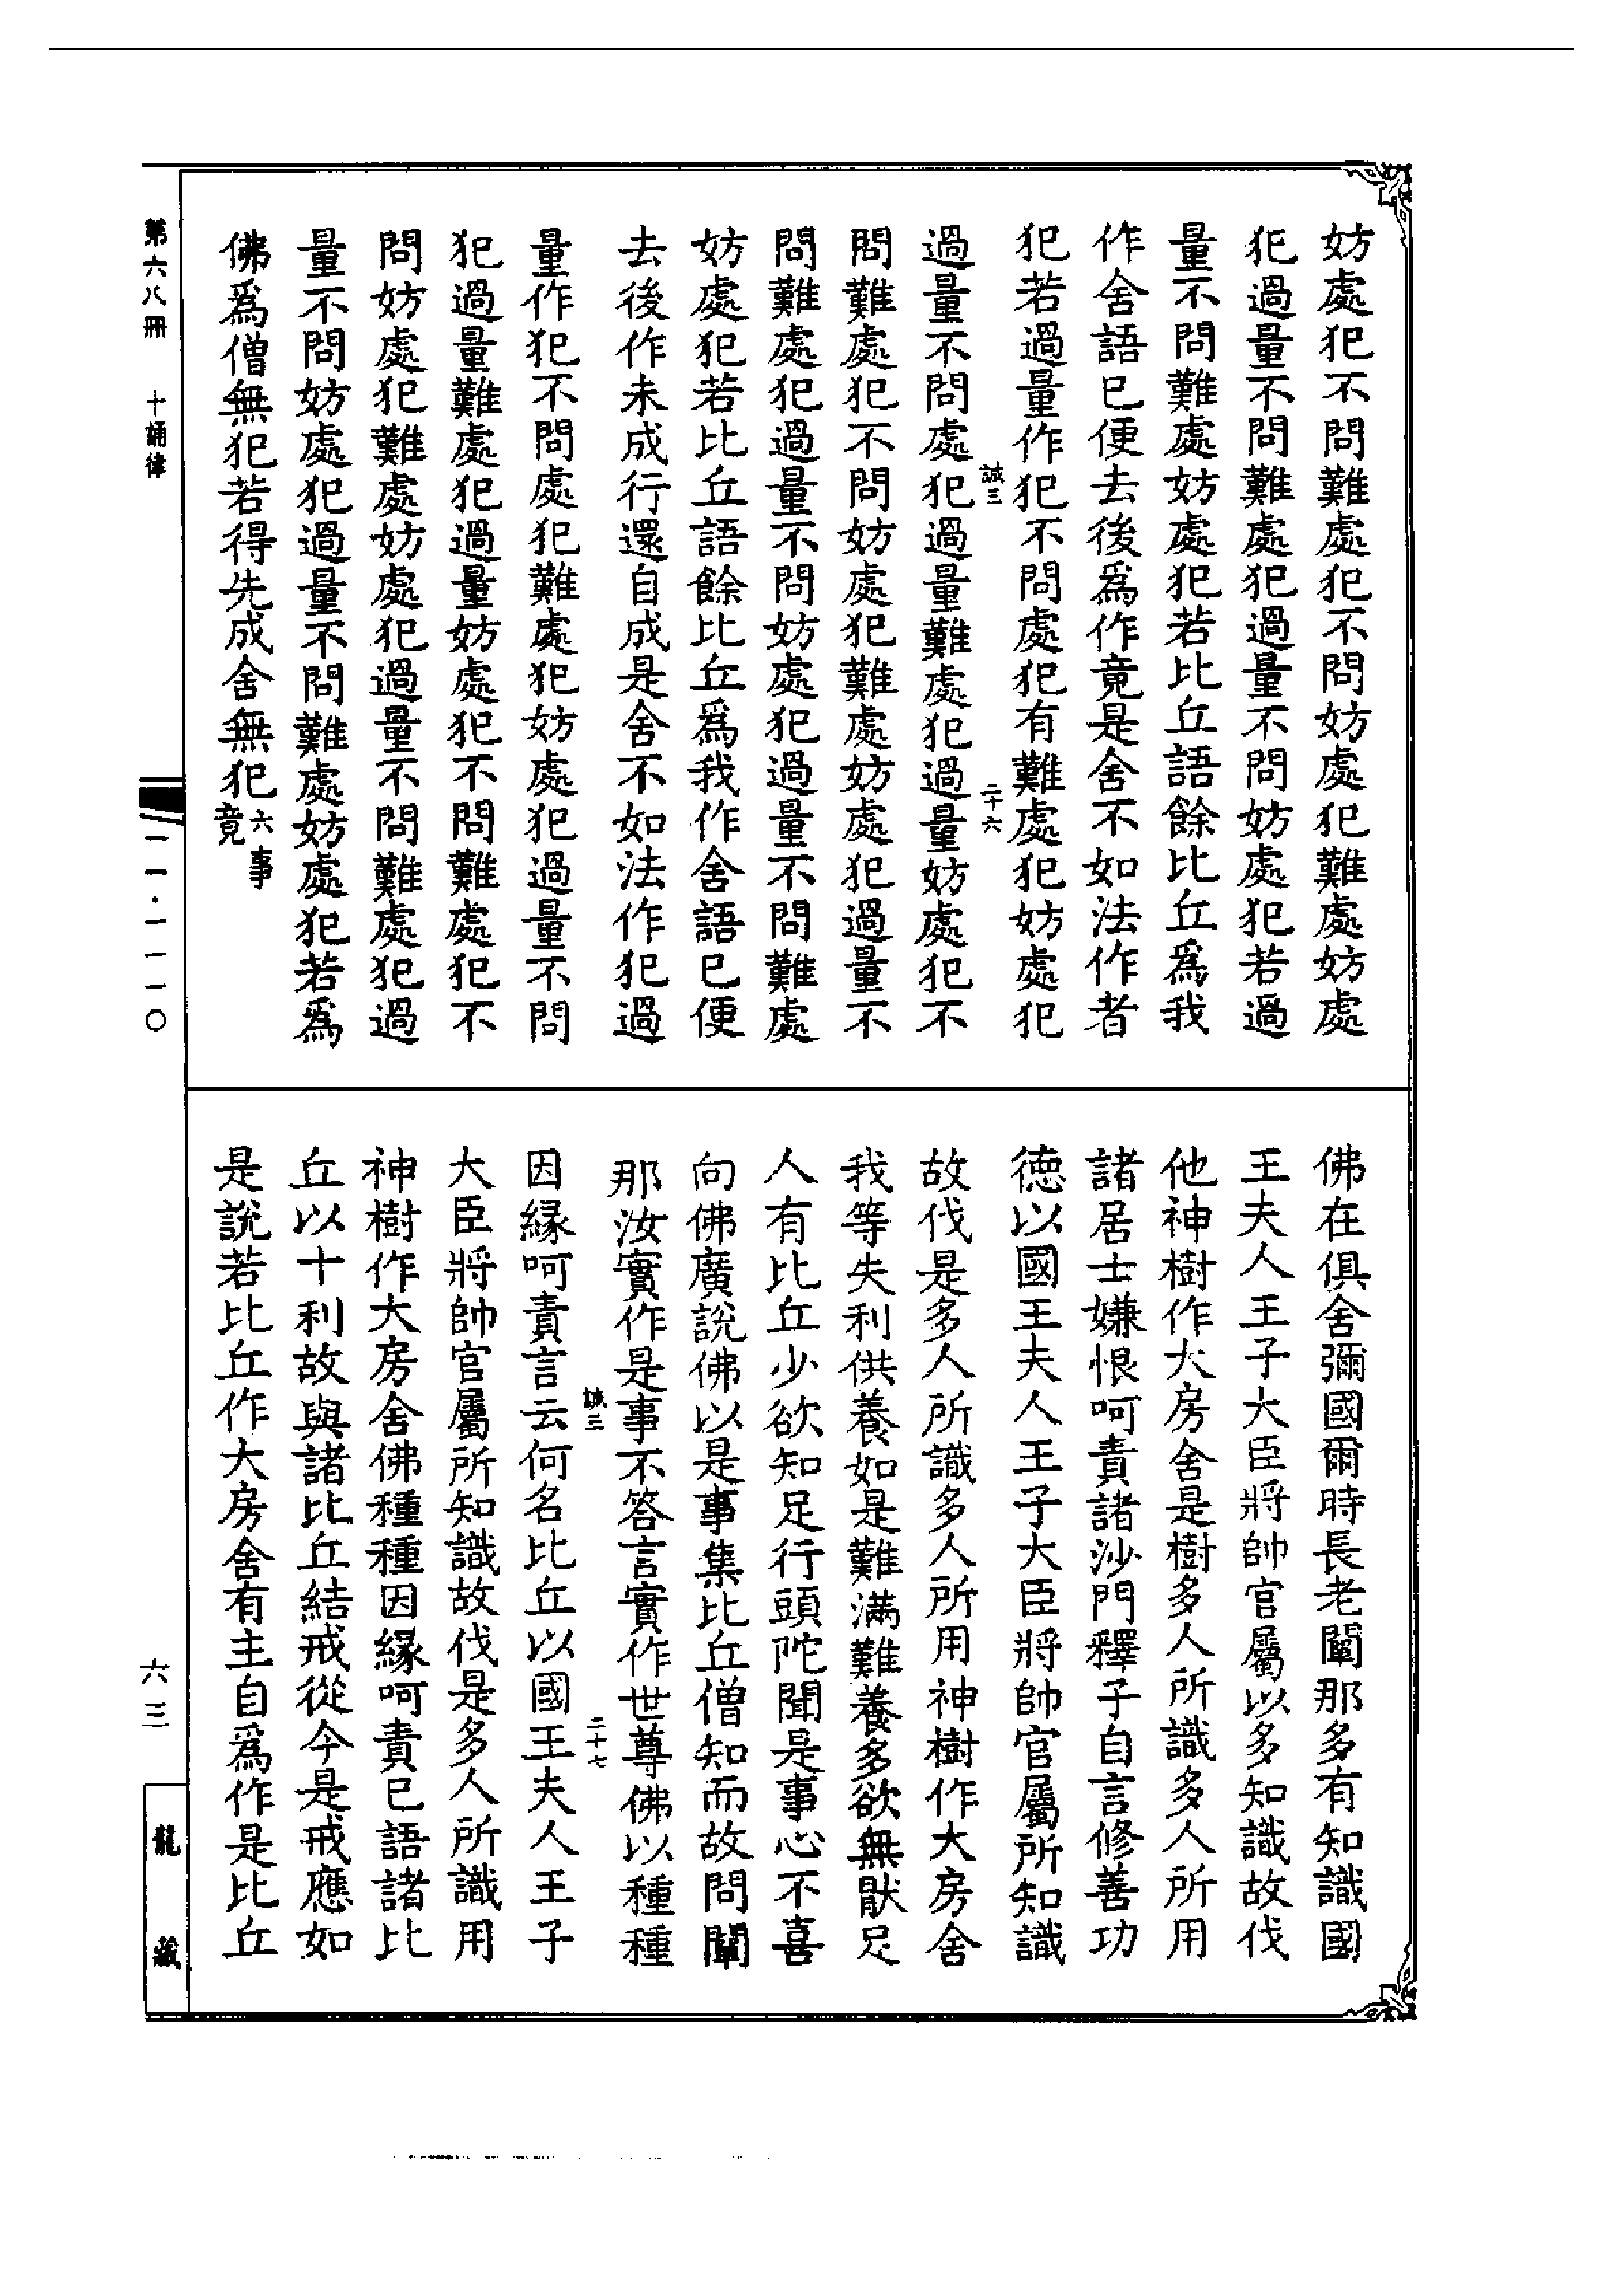 妨處犯不問難處犯不問妨處犯難處妨處
犯過量不問難處犯過量不問妨處犯若過
量不問難處妨處犯若比丘語餘比丘爲我
作舍語已便去後爲作竟是舍不如法作者
犯若過量作犯不問處犯有難處犯妨處犯
誠三
二十六
過量不問處犯過量難處犯過量妨處犯不
問難處犯不問妨處犯難處妨處犯過量不
問難處犯過量不問妨處犯過量不問難處
妨處犯若比丘語餘比丘爲我作舍語已便
去後作未成行還自成是舍不如法作犯過
量作犯不問處犯難處犯妨處犯過量不問
犯過量難處犯過量妨處犯不問難處犯不
問妨處犯難處妨處犯過量不問難處犯過
量不問妨處犯過量不問難處妨處犯若爲
佛爲僧無犯若得先成舍無犯六事竟
佛在俱舍彌國爾時長老闡那多有知識國
王夫人王子大臣將帥官屬以多知識故伐
他神樹作大房舍是樹多人所識多人所用
諸居士嫌恨呵責諸沙門釋子自言修善功
德以國王夫人王子大臣將帥官屬所知識
故伐是多人所識多人所用神樹作大房舍
我等失利供養如是難滿難養多欲無猒足
人有比丘少欲知足行頭陀聞是事心不喜
向佛廣說佛以是事集比丘僧知而故問闡
那汝實作是事不答言實作世尊佛以種種
誠三
二十七
因緣呵責言云何名比丘以國王夫人王子
大臣將帥官屬所知識故伐是多人所識用
神樹作大房舍佛種種因緣呵責已語諸比
丘以十利故與諸比丘結戒從今是戒應如
是說若比丘作大房舍有主自爲作是比丘
第六八冊 十誦律
一一·一一一〇
六三
龍藏